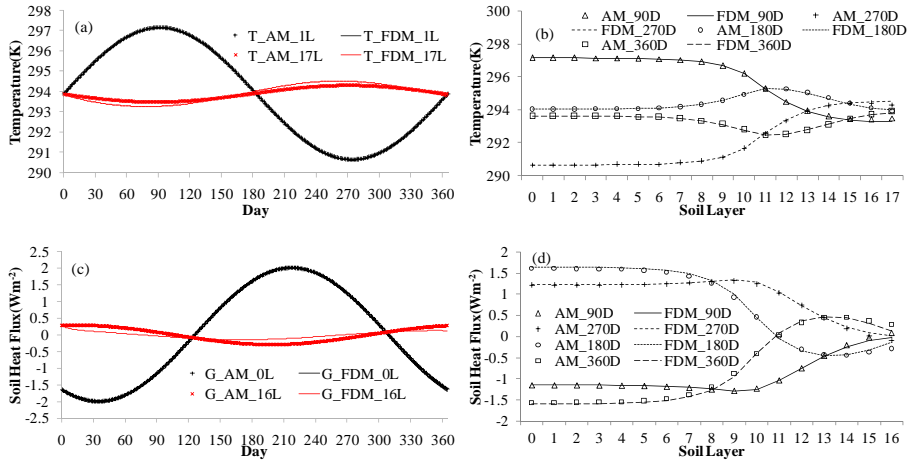 (a)
T_AM_1L
T_FDM_1L
T_AM_17L
T_FDM_17L
Temperature(K)
298
297
296
295
294
293
292
291
290
0
30
60
90
120
150
180
210
240
270
300
330
360
Day
(b)
AM_90D
FDM_90D
AM_270D
FDM_270D
AM_180D
FDM_180D
AM_360D
FDM_360D
Temperature(K)
300
298
296
294
292
290
0 1 2 3 4 5 6 7 8 9 10 11 12 13 14 15 16 17
Soil Layer
(c)
Soil Heat Flux(Wm-2)
2.5
2
1.5
1
0.5
0
-0.5
-1
-1.5
-2
-2.5
G_AM_0L
G_FDM_0L
G_AM_16L
G_FDM_16L
0
30
60
90
120
150
180
210
240
270
300
330
360
Day
(d)
Soil Heat Flux(Wm-2)
2
1.5
1
0.5
0
-0.5
-1
-1.5
-2
AM_90D
FDM_90D
AM_270D
FDM_270D
AM_180D
FDM_180D
AM_360D
FDM_360D
0 1 2 3 4 5 6 7 8 9 10 11 12 13 14 15 16
Soil Layer